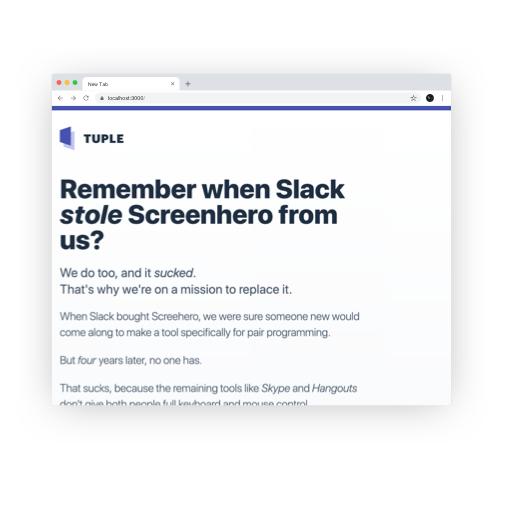 New Tab
localhost:3000/
TUPLE
Remember when Slack
stole Screenhero from
us?
We do too, and it sucked.
That's why we're on a mission to replace it.
When Slack bought Screehero, we were sure someone new would
come along to make a tool specifically for pair programming.
But four years later, no one has.
That sucks, because the remaining tools like Skype and Hangouts
don't give both people full keyboard and mouse control.